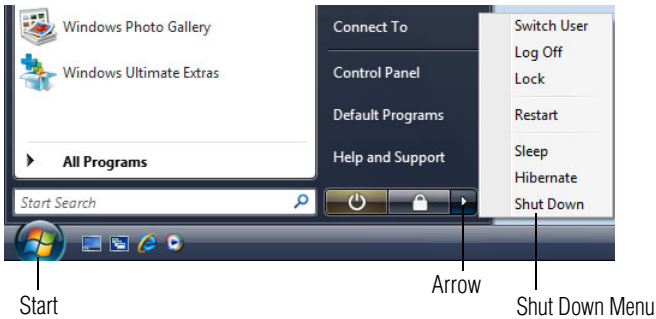 Windows Photo Gallery
Windows Ultimate Extras
All Programs
Start Search
Connect To
Control Panel
Default Programs
Help and Support
Switch User
Log Off
Lock
Restart
Sleep
Hibernate
Shut Down
Start
Arrow
Shut Down Menu